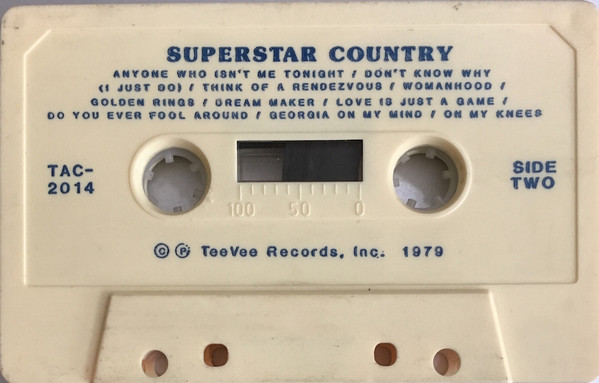 SUPERSTAR COUNTRY
ANYONE WHO ISN'T ME TONIGHT / DON'T KNOW WHY
(I JUST DO) / THINK OF A RENDEZVOUS / WOMANHOOD /
GOLDEN RINGS / DREAM MAKER / LOVE IS JUST A GAME /
DO YOU EVER FOOL AROUND / GEORGIA ON MY MIND / ON MY KNEES
TAC-
2014
SIDE
TWO
100 50 0
© ℗ TeeVee Records, Inc. 1979